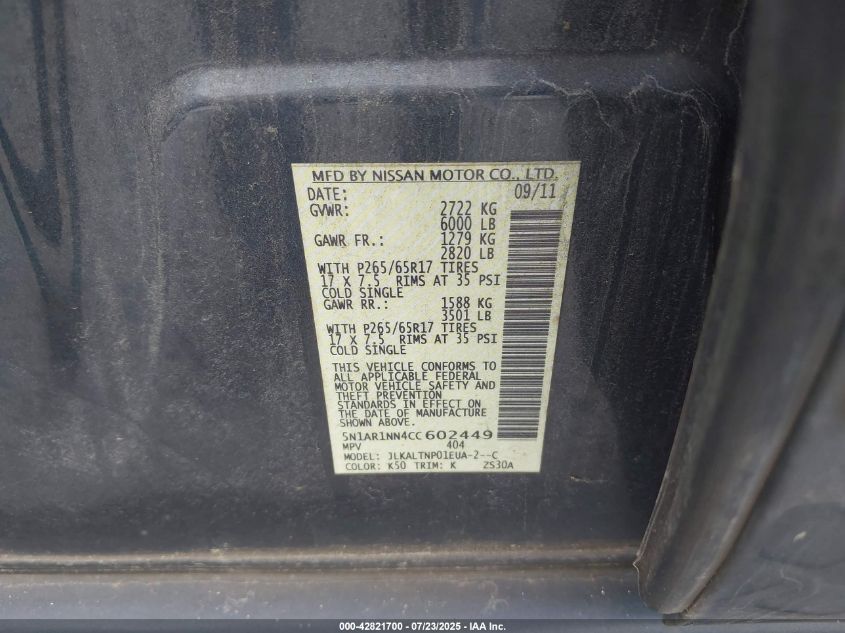 MFD BY NISSAN MOTOR CO., LTD.
DATE: 09/11
GVWR: 2722 KG
6000 LB
GAWR FR.: 1279 KG
2820 LB
WITH P265/65R17 TIRES
17 X 7.5 RIMS AT 35 PSI
COLD SINGLE
GAWR RR.: 1588 KG
3501 LB
WITH P265/65R17 TIRES
17 X 7.5 RIMS AT 35 PSI
COLD SINGLE
THIS VEHICLE CONFORMS TO
ALL APPLICABLE FEDERAL
MOTOR VEHICLE SAFETY AND
THEFT PREVENTION
STANDARDS IN EFFECT ON
THE DATE OF MANUFACTURE
SHOWN ABOVE.
5N1AR1NN4CC602449
MPV 404
MODEL: JLKALTNP01EUA-2--C
COLOR: K50 TRIM: K ZS30A
000-42821700 - 07/23/2025 - IAA Inc.